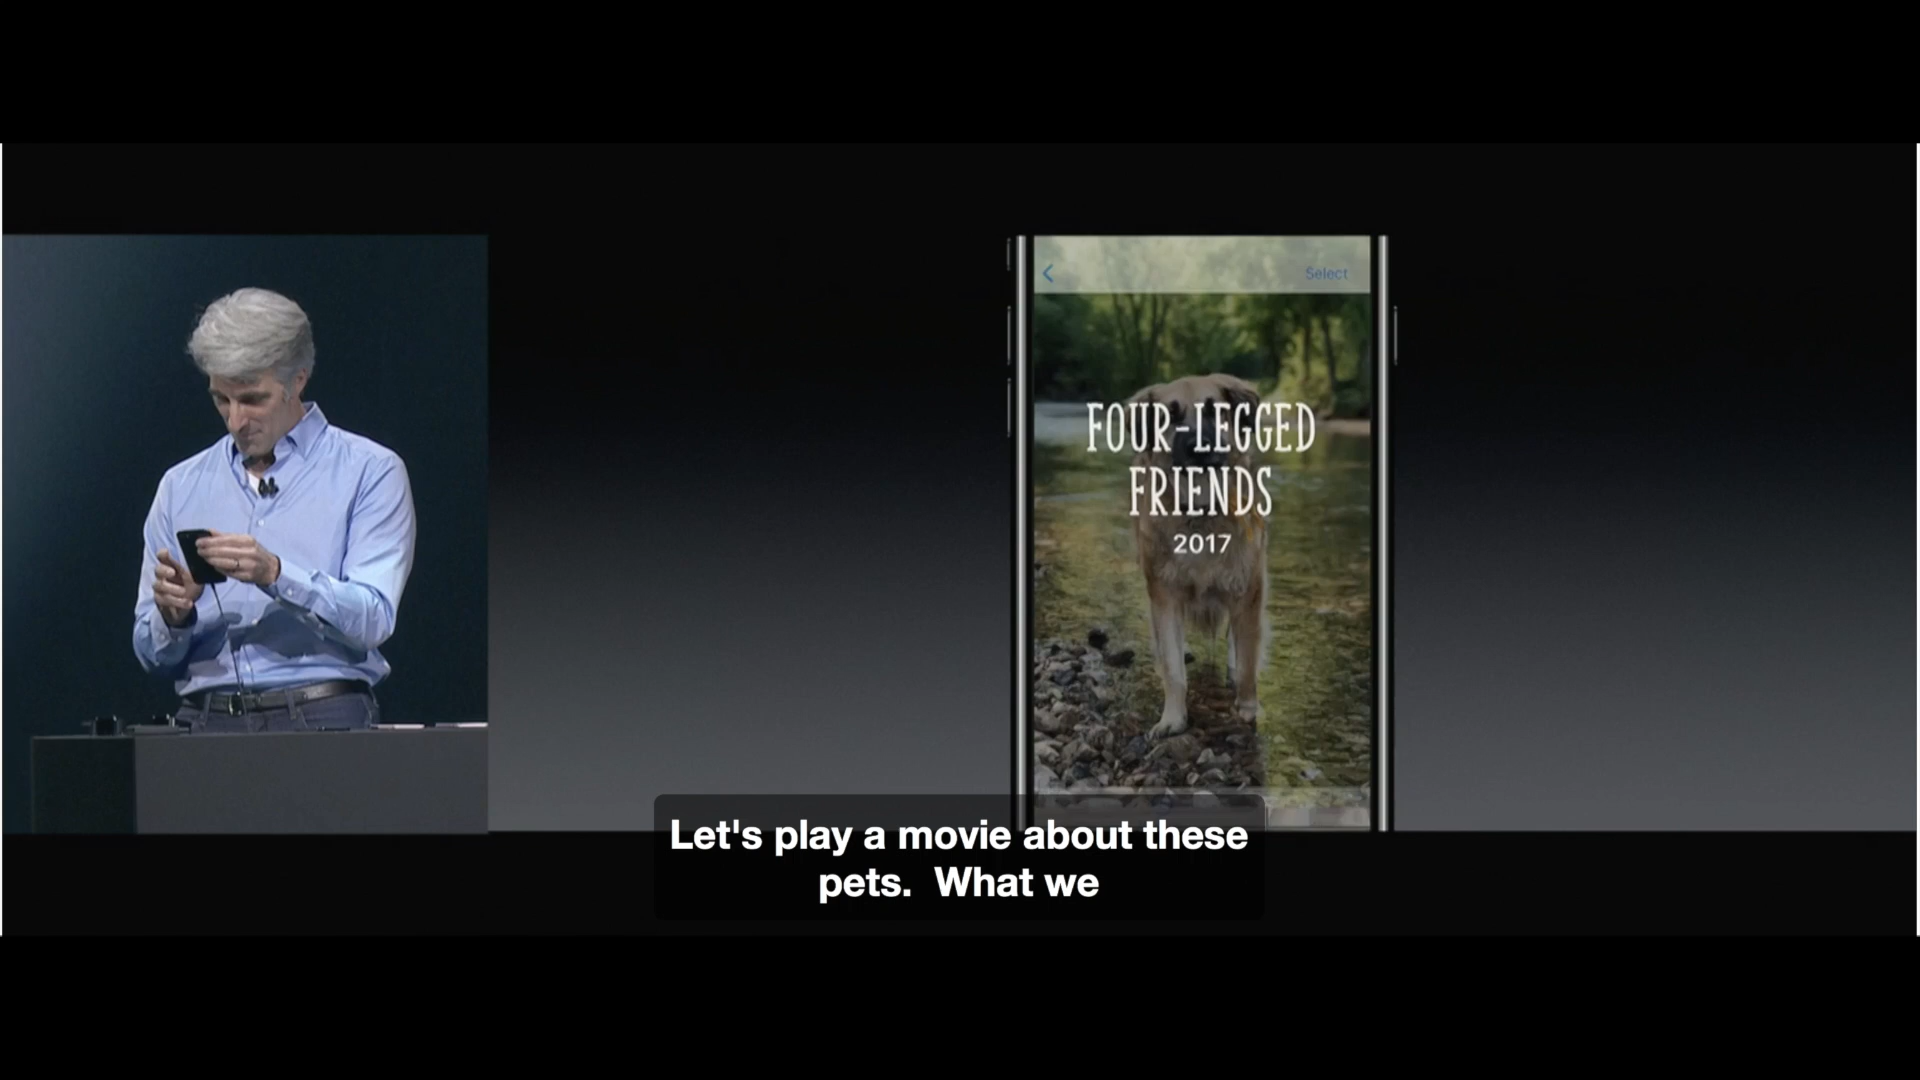 Select
FOUR-LEGGED
FRIENDS
2017
Let's play a movie about these
pets.  What we